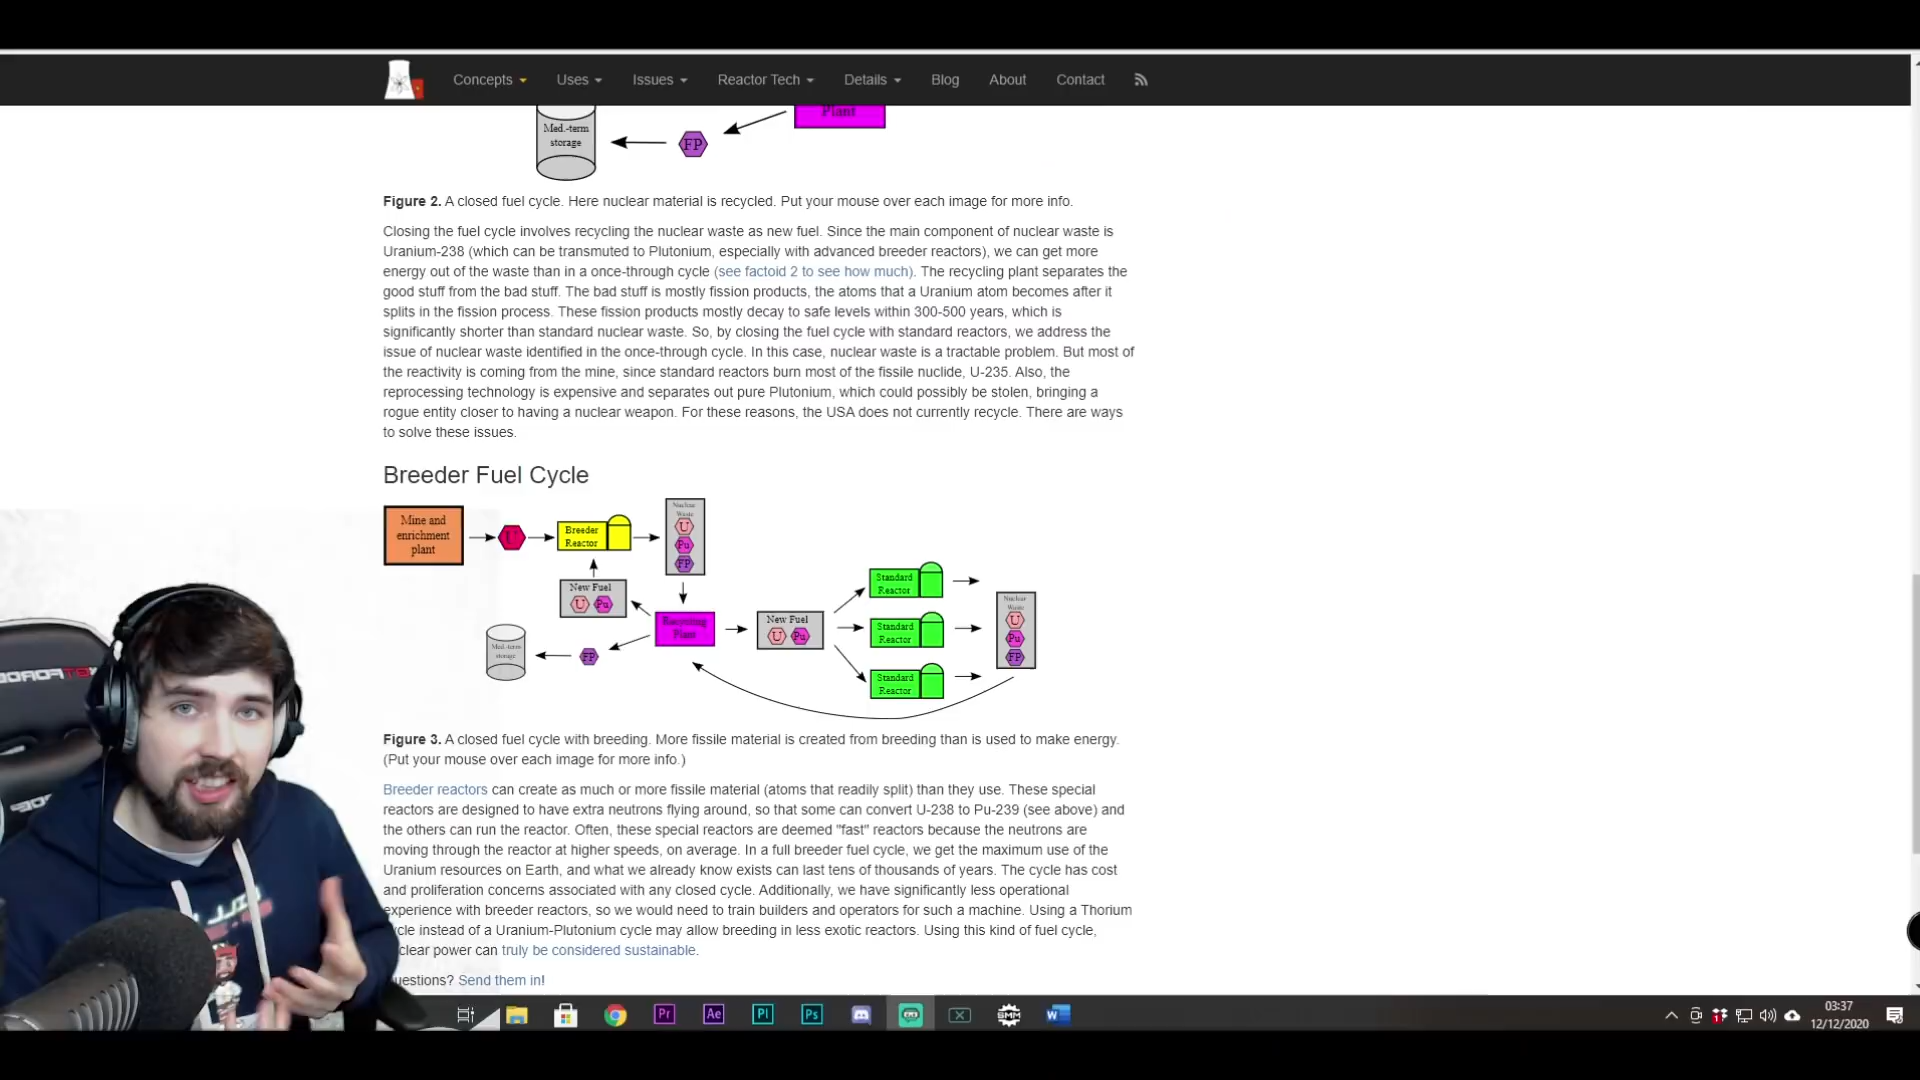 Concepts Uses Issues Reactor Tech Details Blog About Contact
Plant
Med.-term
storage
FP
Figure 2. A closed fuel cycle. Here nuclear material is recycled. Put your mouse over each image for more info.
Closing the fuel cycle involves recycling the nuclear waste as new fuel. Since the main component of nuclear waste is
Uranium-238 (which can be transmuted to Plutonium, especially with advanced breeder reactors), we can get more
energy out of the waste than in a once-through cycle (see factoid 2 to see how much). The recycling plant separates the
good stuff from the bad stuff. The bad stuff is mostly fission products, the atoms that a Uranium atom becomes after it
splits in the fission process. These fission products mostly decay to safe levels within 300-500 years, which is
significantly shorter than standard nuclear waste. So, by closing the fuel cycle with standard reactors, we address the
issue of nuclear waste identified in the once-through cycle. In this case, nuclear waste is a tractable problem. But most of
the reactivity is coming from the mine, since standard reactors burn most of the fissile nuclide, U-235. Also, the
reprocessing technology is expensive and separates out pure Plutonium, which could possibly be stolen, bringing a
rogue entity closer to having a nuclear weapon. For these reasons, the USA does not currently recycle. There are ways
to solve these issues.
Breeder Fuel Cycle
Mine and
enrichment
plant
U
Breeder
Reactor
Nuclear
Waste
U
Pu
FP
New Fuel
U Pu
Recycling
Plant
Med.-term
storage
FP
New Fuel
U Pu
Standard
Reactor
Standard
Reactor
Standard
Reactor
Nuclear
Waste
U
Pu
FP
Figure 3. A closed fuel cycle with breeding. More fissile material is created from breeding than is used to make energy.
(Put your mouse over each image for more info.)
Breeder reactors can create as much or more fissile material (atoms that readily split) than they use. These special
reactors are designed to have extra neutrons flying around, so that some can convert U-238 to Pu-239 (see above) and
the others can run the reactor. Often, these special reactors are deemed "fast" reactors because the neutrons are
moving through the reactor at higher speeds, on average. In a full breeder fuel cycle, we get the maximum use of the
Uranium resources on Earth, and what we already know exists can last tens of thousands of years. The cycle has cost
and proliferation concerns associated with any closed cycle. Additionally, we have significantly less operational
experience with breeder reactors, so we would need to train builders and operators for such a machine. Using a Thorium
cle instead of a Uranium-Plutonium cycle may allow breeding in less exotic reactors. Using this kind of fuel cycle,
clear power can truly be considered sustainable.
uestions? Send them in!
Pr Ae Pl Ps SMM W
03:37
12/12/2020